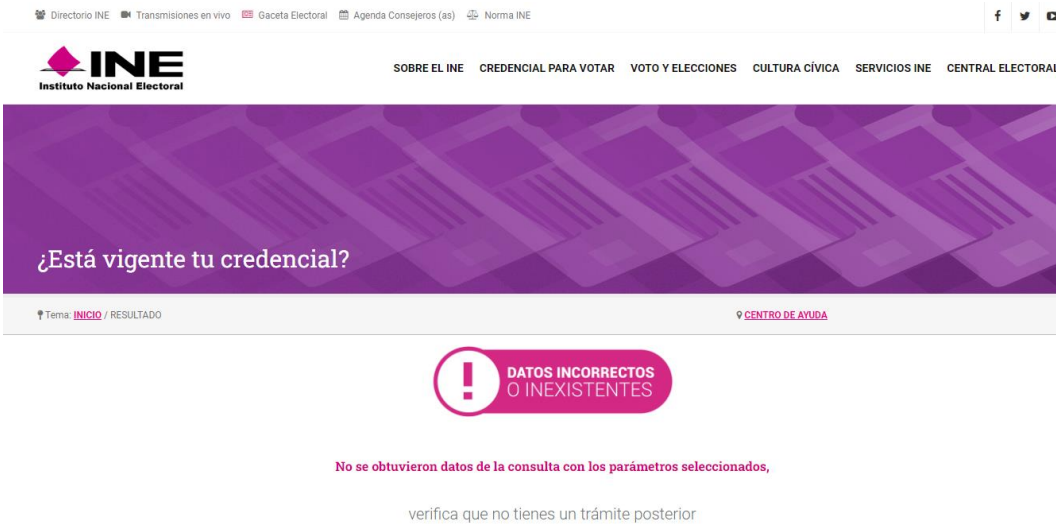 Directorio INE Transmisiones en vivo Gaceta Electoral Agenda Consejeros (as) Norma INE
INE
Instituto Nacional Electoral
SOBRE EL INE CREDENCIAL PARA VOTAR VOTO Y ELECCIONES CULTURA CÍVICA SERVICIOS INE CENTRAL ELECTORAL
¿Está vigente tu credencial?
Tema: INICIO / RESULTADO CENTRO DE AYUDA
DATOS INCORRECTOS
O INEXISTENTES
No se obtuvieron datos de la consulta con los parámetros seleccionados,
verifica que no tienes un trámite posterior